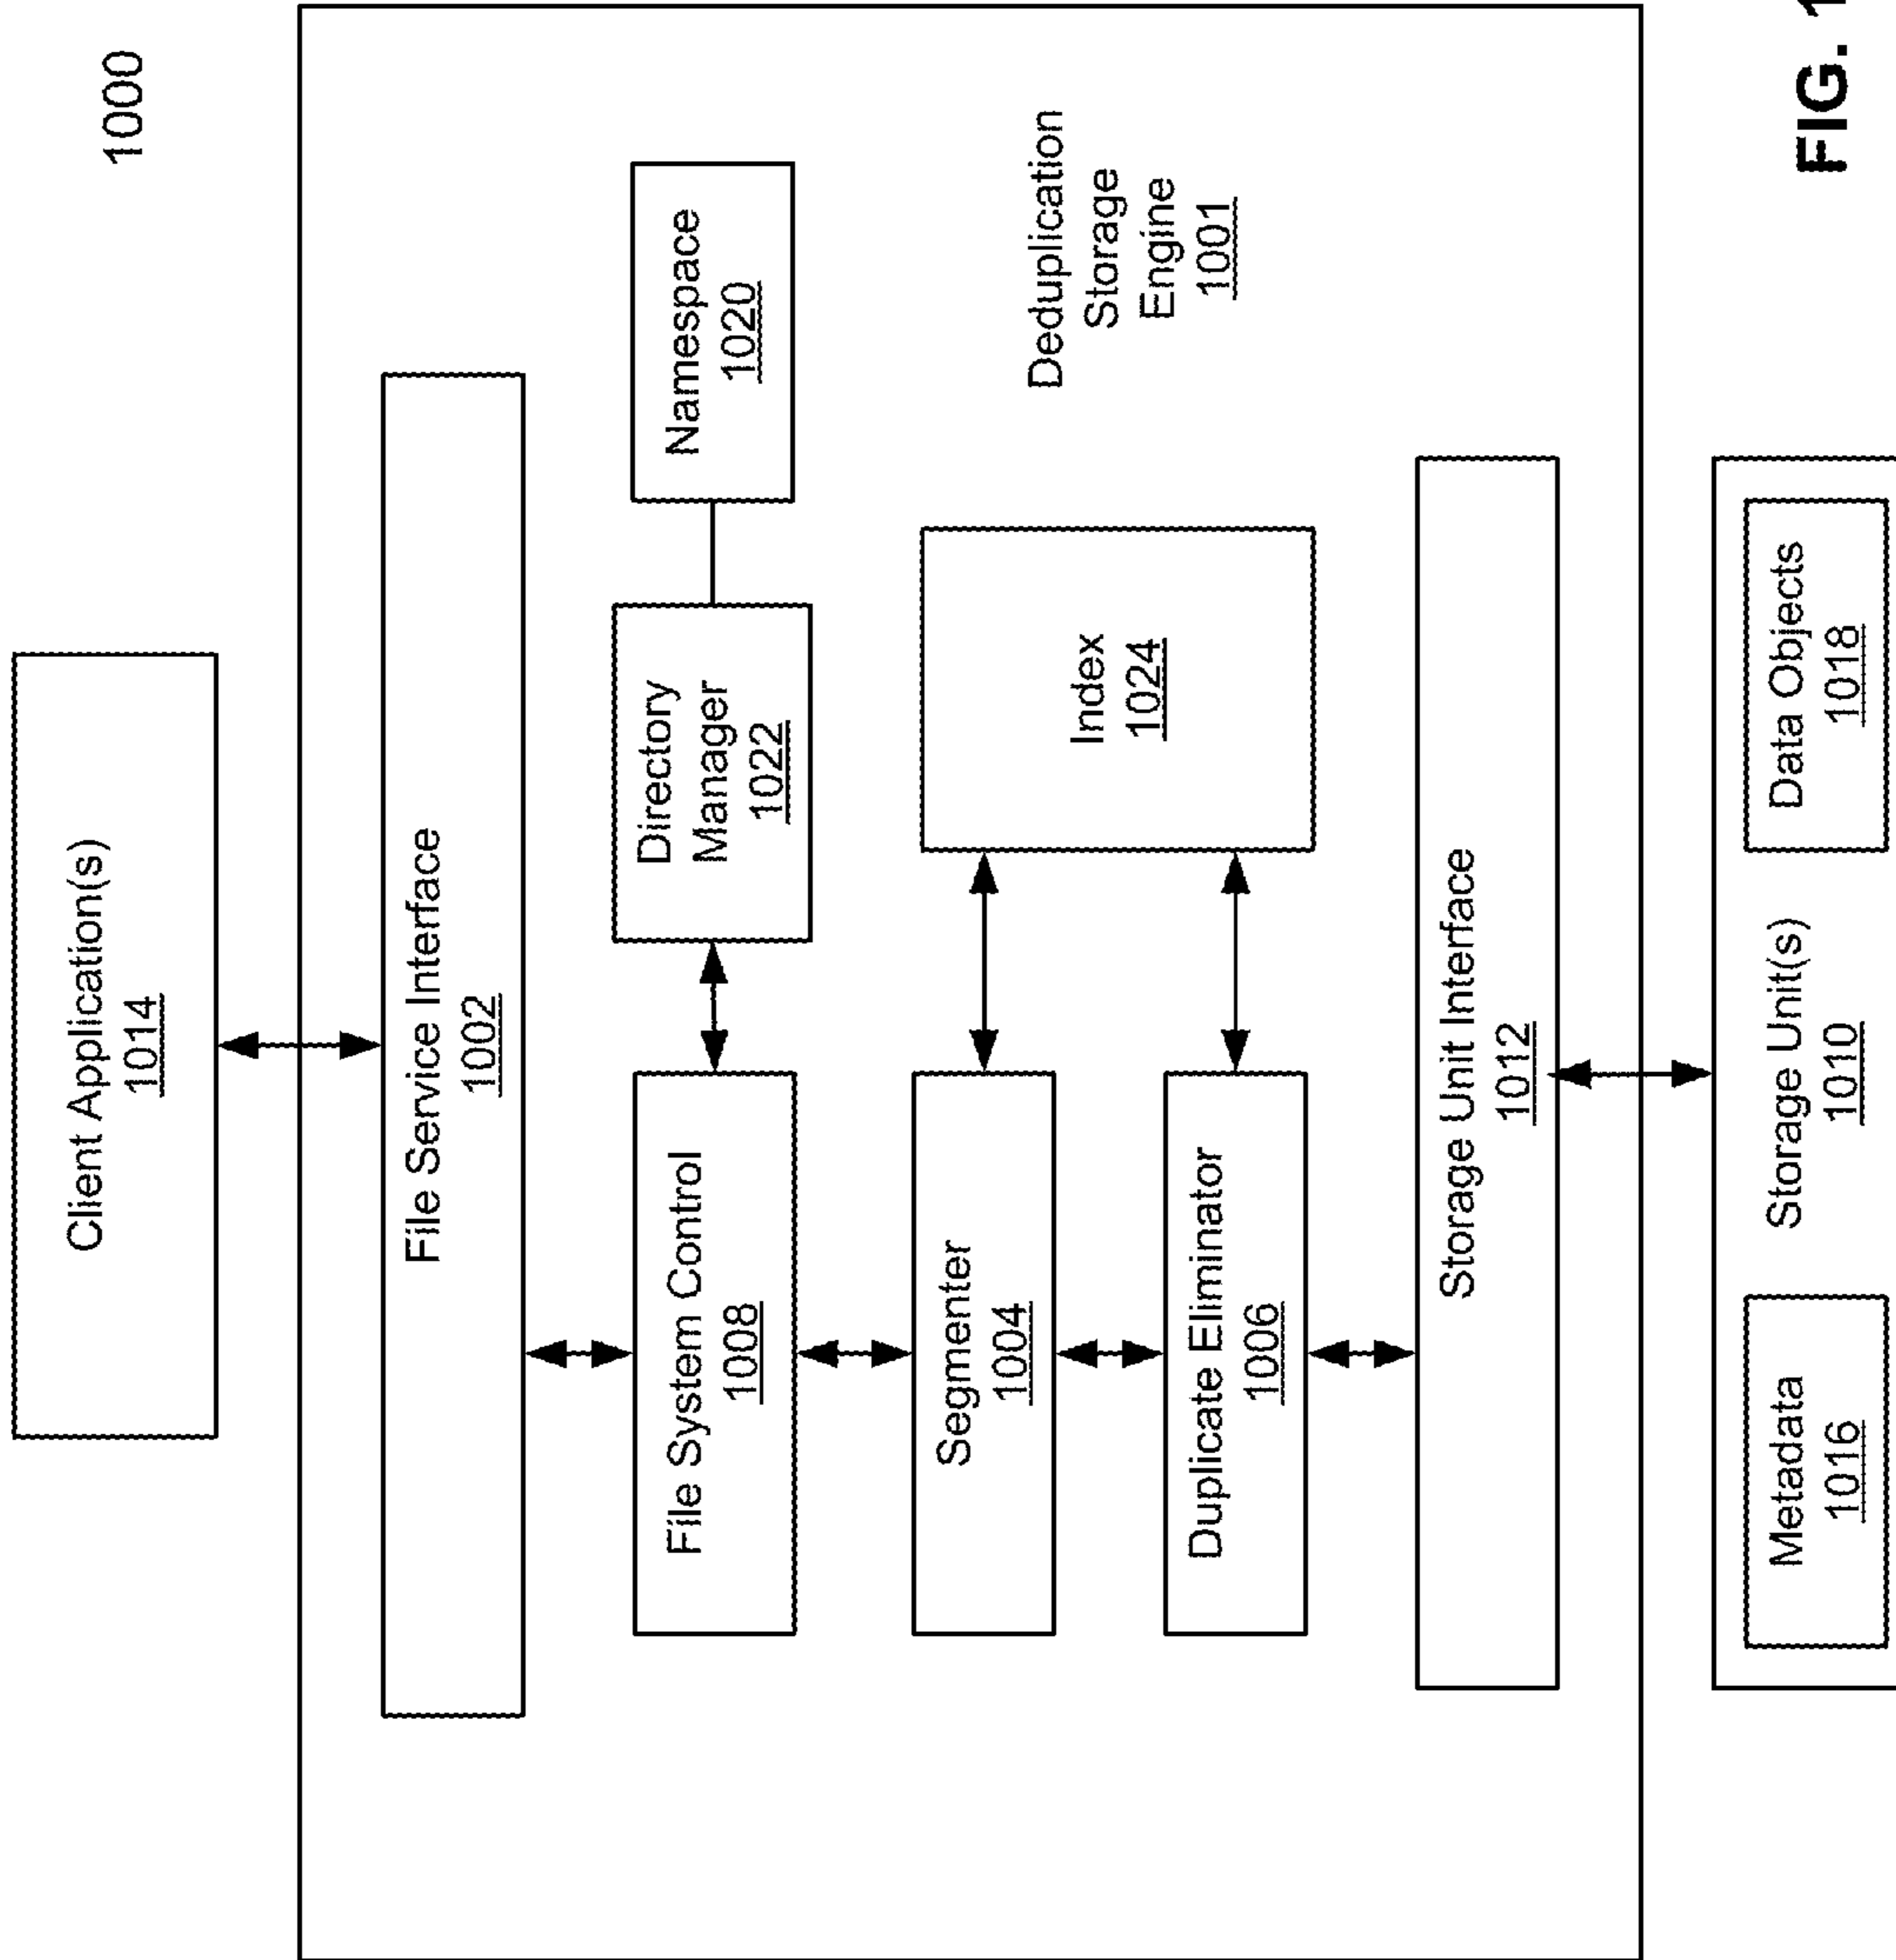 1000
Client Application(s)
1014
File Service Interface
1002
File System Control
1008
Directory
Manager
1022
Namespace
1020
Segmenter
1004
Index
1024
Duplicate Eliminator
1006
Deduplication
Storage
Engine
1001
Storage Unit Interface
1012
Metadata
1016
Storage Unit(s)
1010
Data Objects
1018
FIG. 1